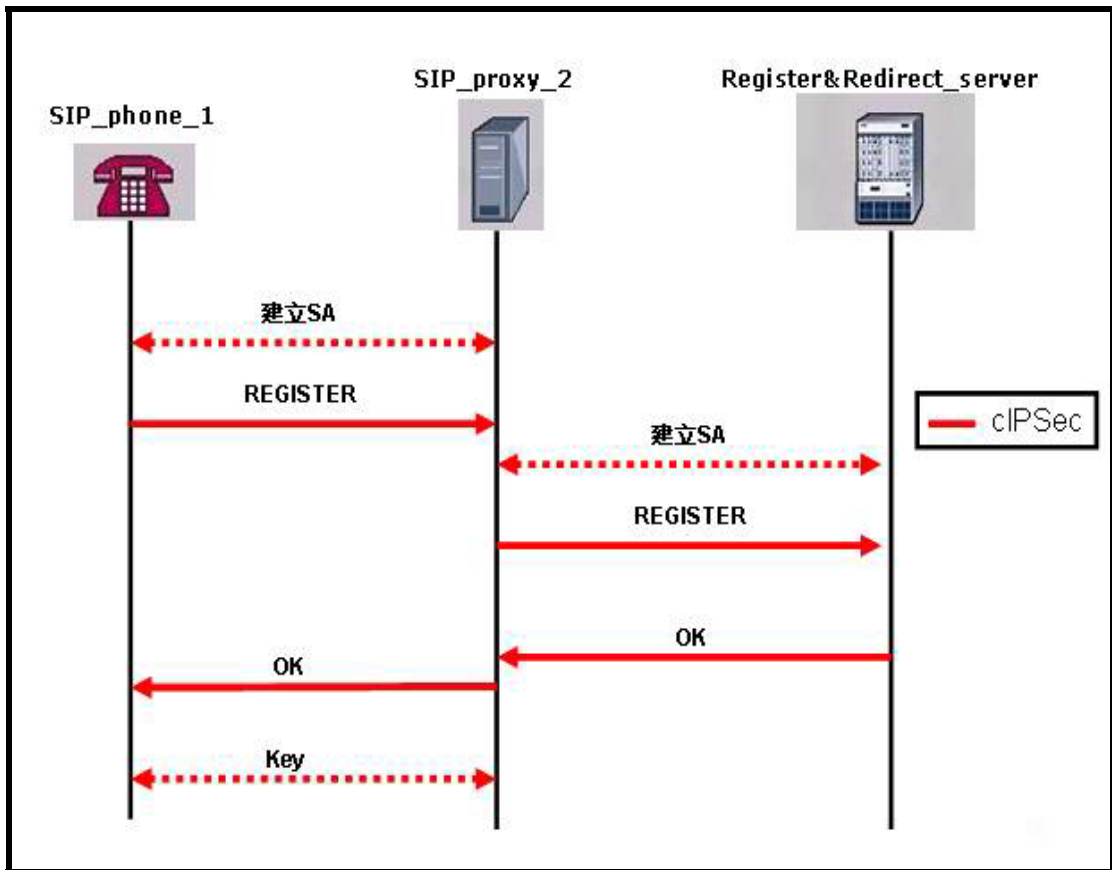 SIP_proxy_2
Register&Redirect_server
SIP_phone_1
建立SA
REGISTER
cIPSec
建立SA
REGISTER
OK
OK
Key